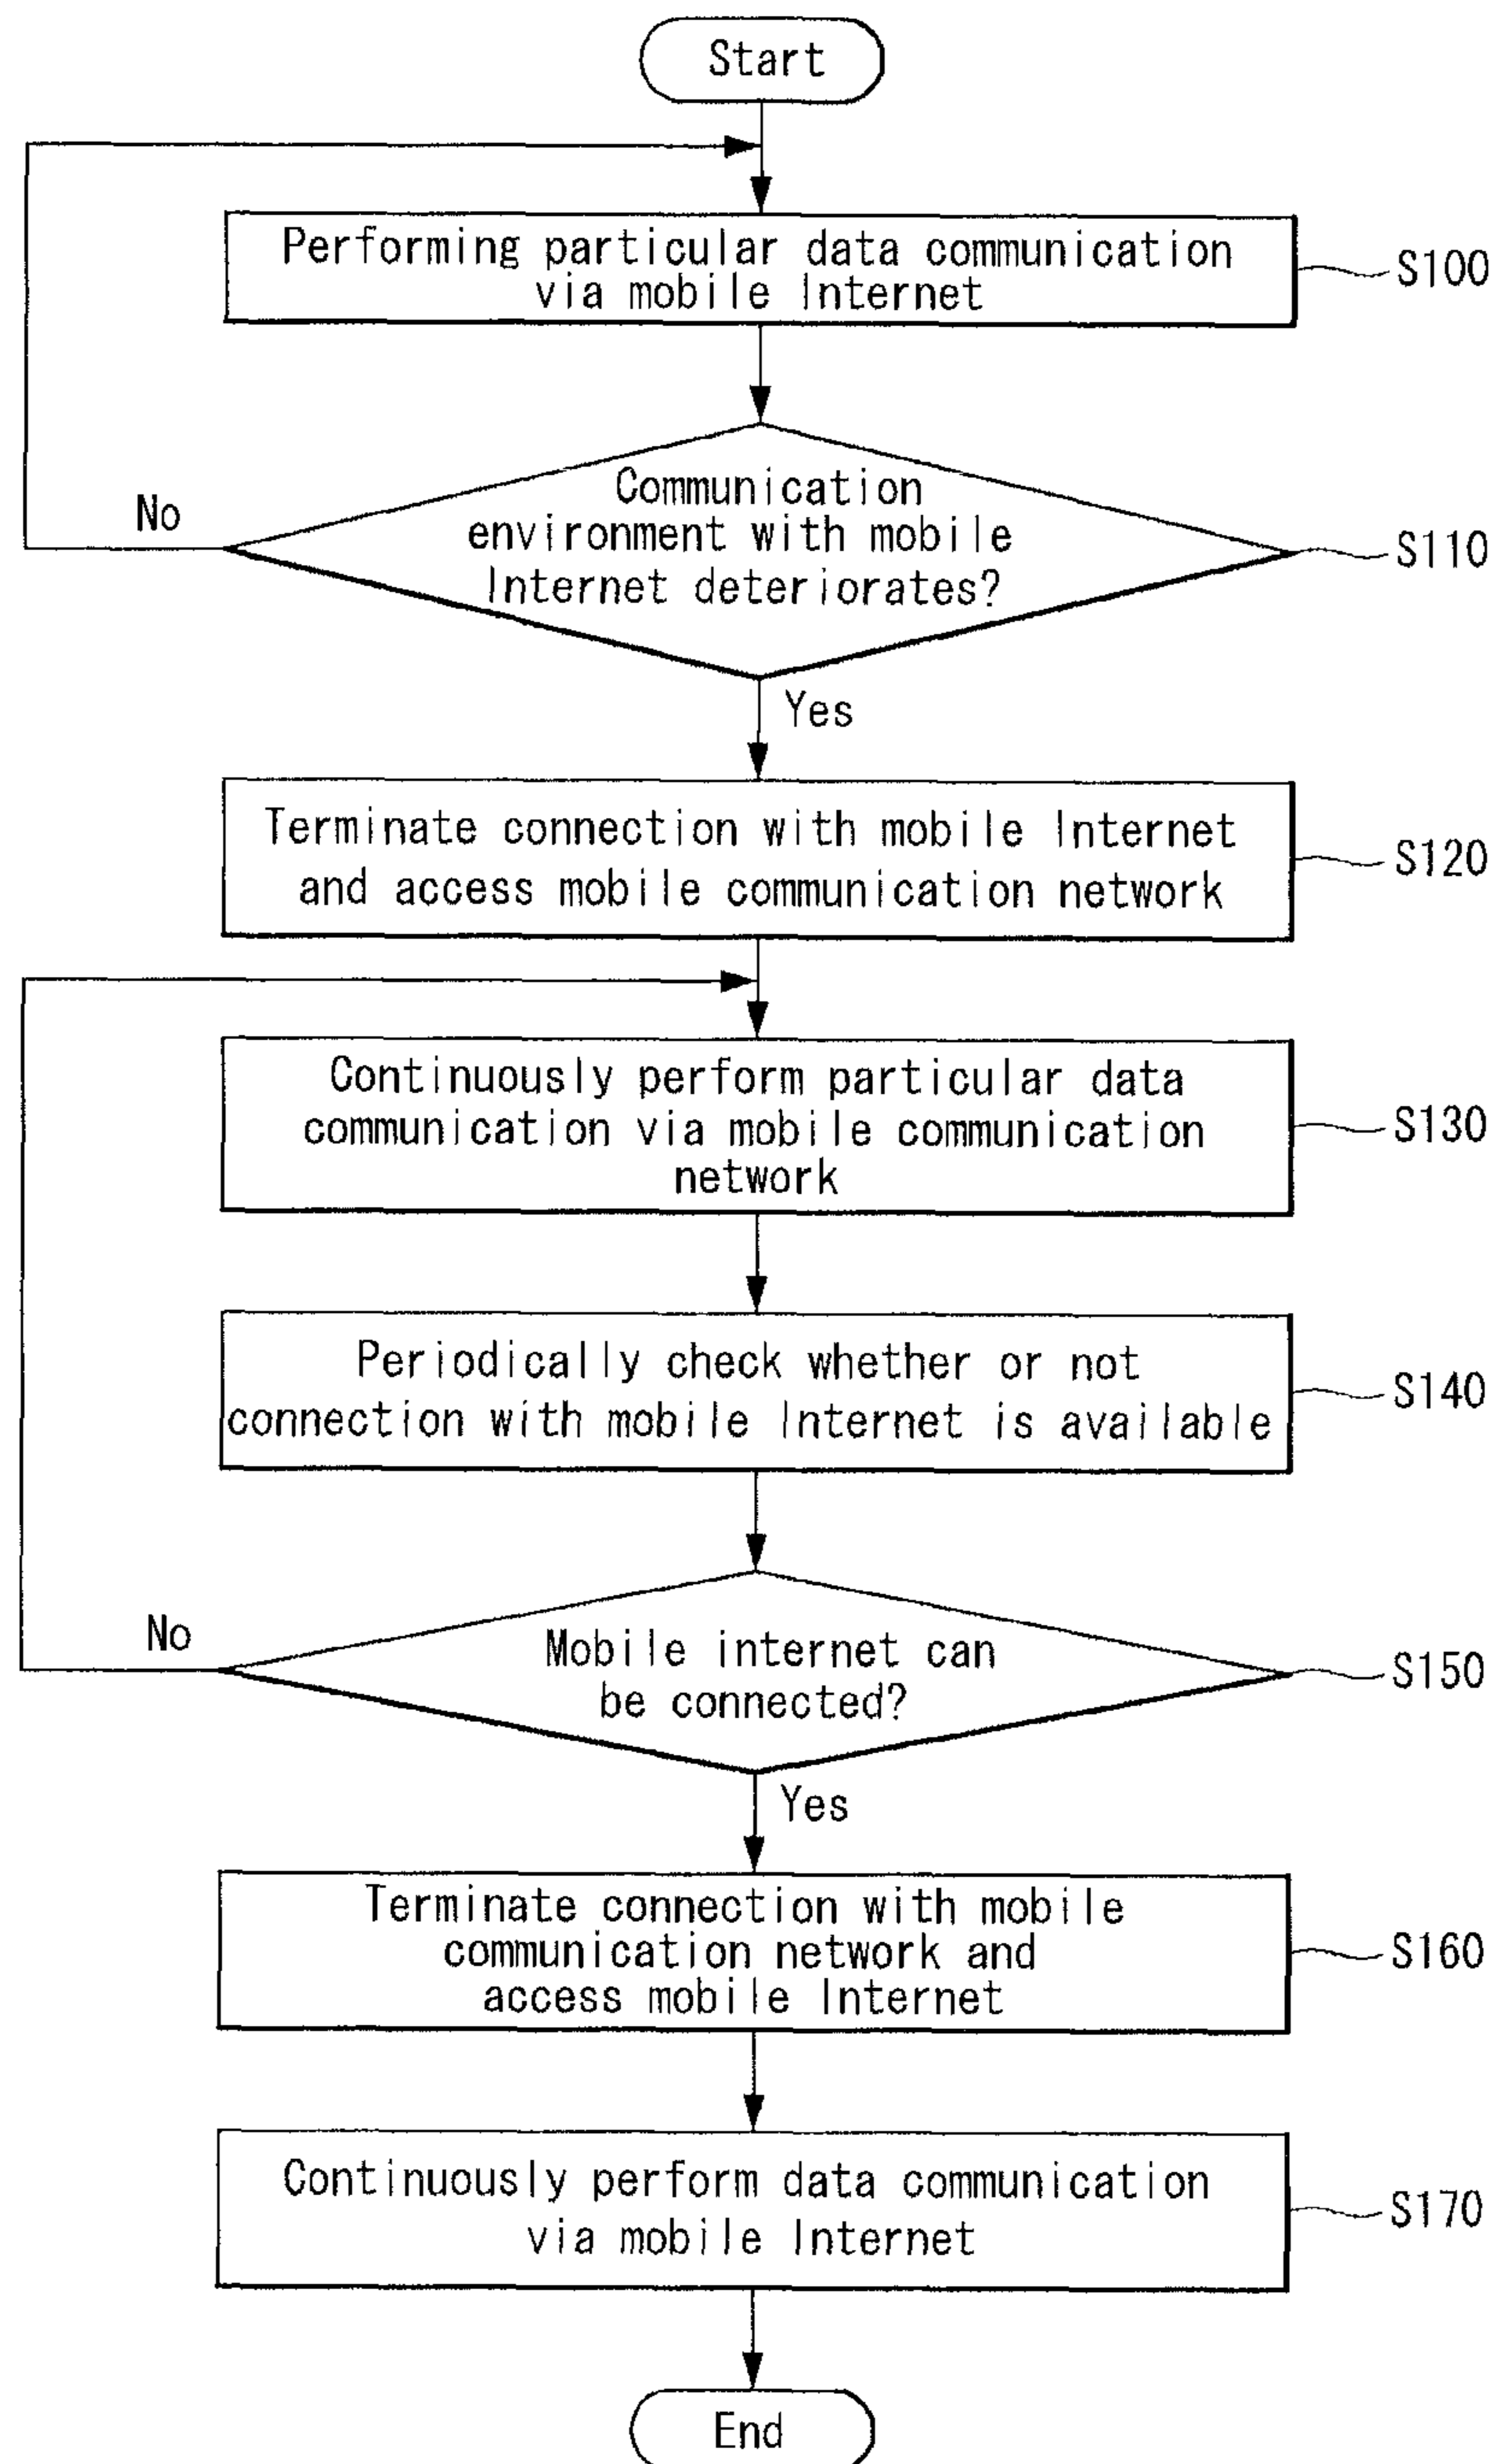 Start
Performing particular data communication
via mobile Internet
S100
Communication
environment with mobile
Internet deteriorates?
No
S110
Yes
Terminate connection with mobile Internet
and access mobile communication network
S120
Continuously perform particular data
communication via mobile communication
network
S130
Periodically check whether or not
connection with mobile Internet is available
S140
No
Mobile internet can
be connected?
S150
Yes
Terminate connection with mobile
communication network and
access mobile Internet
S160
Continuously perform data communication
via mobile Internet
S170
End